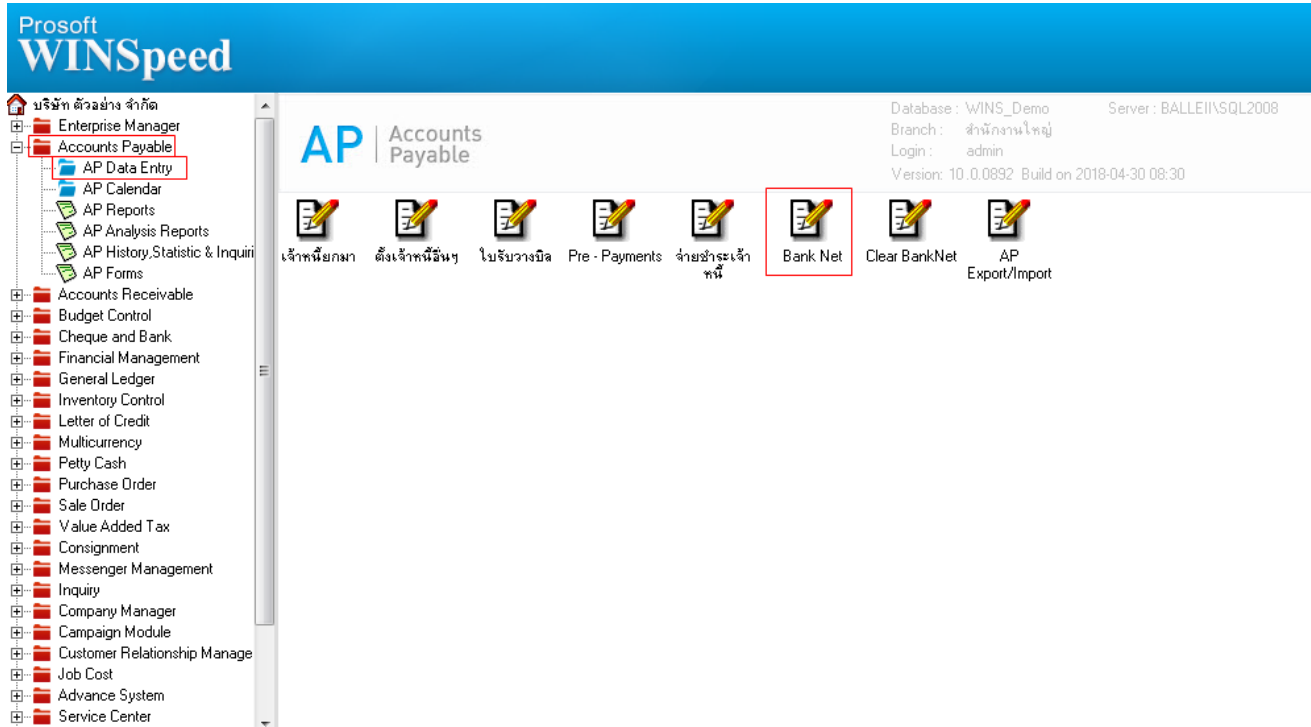 Prosoft
WINSpeed
บริษัท ตัวอย่าง จำกัด
Enterprise Manager
Accounts Payable
AP Data Entry
AP Calendar
AP Reports
AP Analysis Reports
AP History,Statistic & Inquiri
AP Forms
Accounts Receivable
Budget Control
Cheque and Bank
Financial Management
General Ledger
Inventory Control
Letter of Credit
Multicurrency
Petty Cash
Purchase Order
Sale Order
Value Added Tax
Consignment
Messenger Management
Inquiry
Company Manager
Campaign Module
Customer Relationship Manage
Job Cost
Advance System
Service Center
AP Accounts
Payable
Database : WINS_Demo Server : BALLEII\SQL2008
Branch : สำนักงานใหญ่
Login : admin
Version: 10.0.0892 Build on 2018-04-30 08:30
เจ้าหนี้ยกมา
ตั้งเจ้าหนี้อื่นๆ
ใบรับวางบิล
Pre - Payments
จ่ายชำระเจ้า
หนี้
Bank Net
Clear BankNet
AP
Export/Import